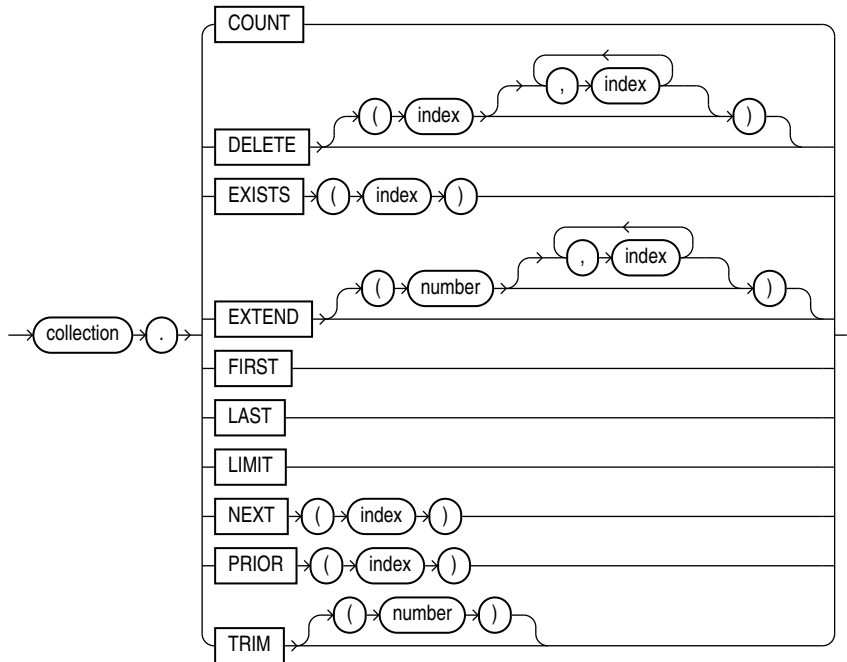 COUNT
, index
( index )
DELETE
EXISTS ( index )
, index
( number )
EXTEND
collection .
FIRST
LAST
LIMIT
NEXT ( index )
PRIOR ( index )
( number )
TRIM